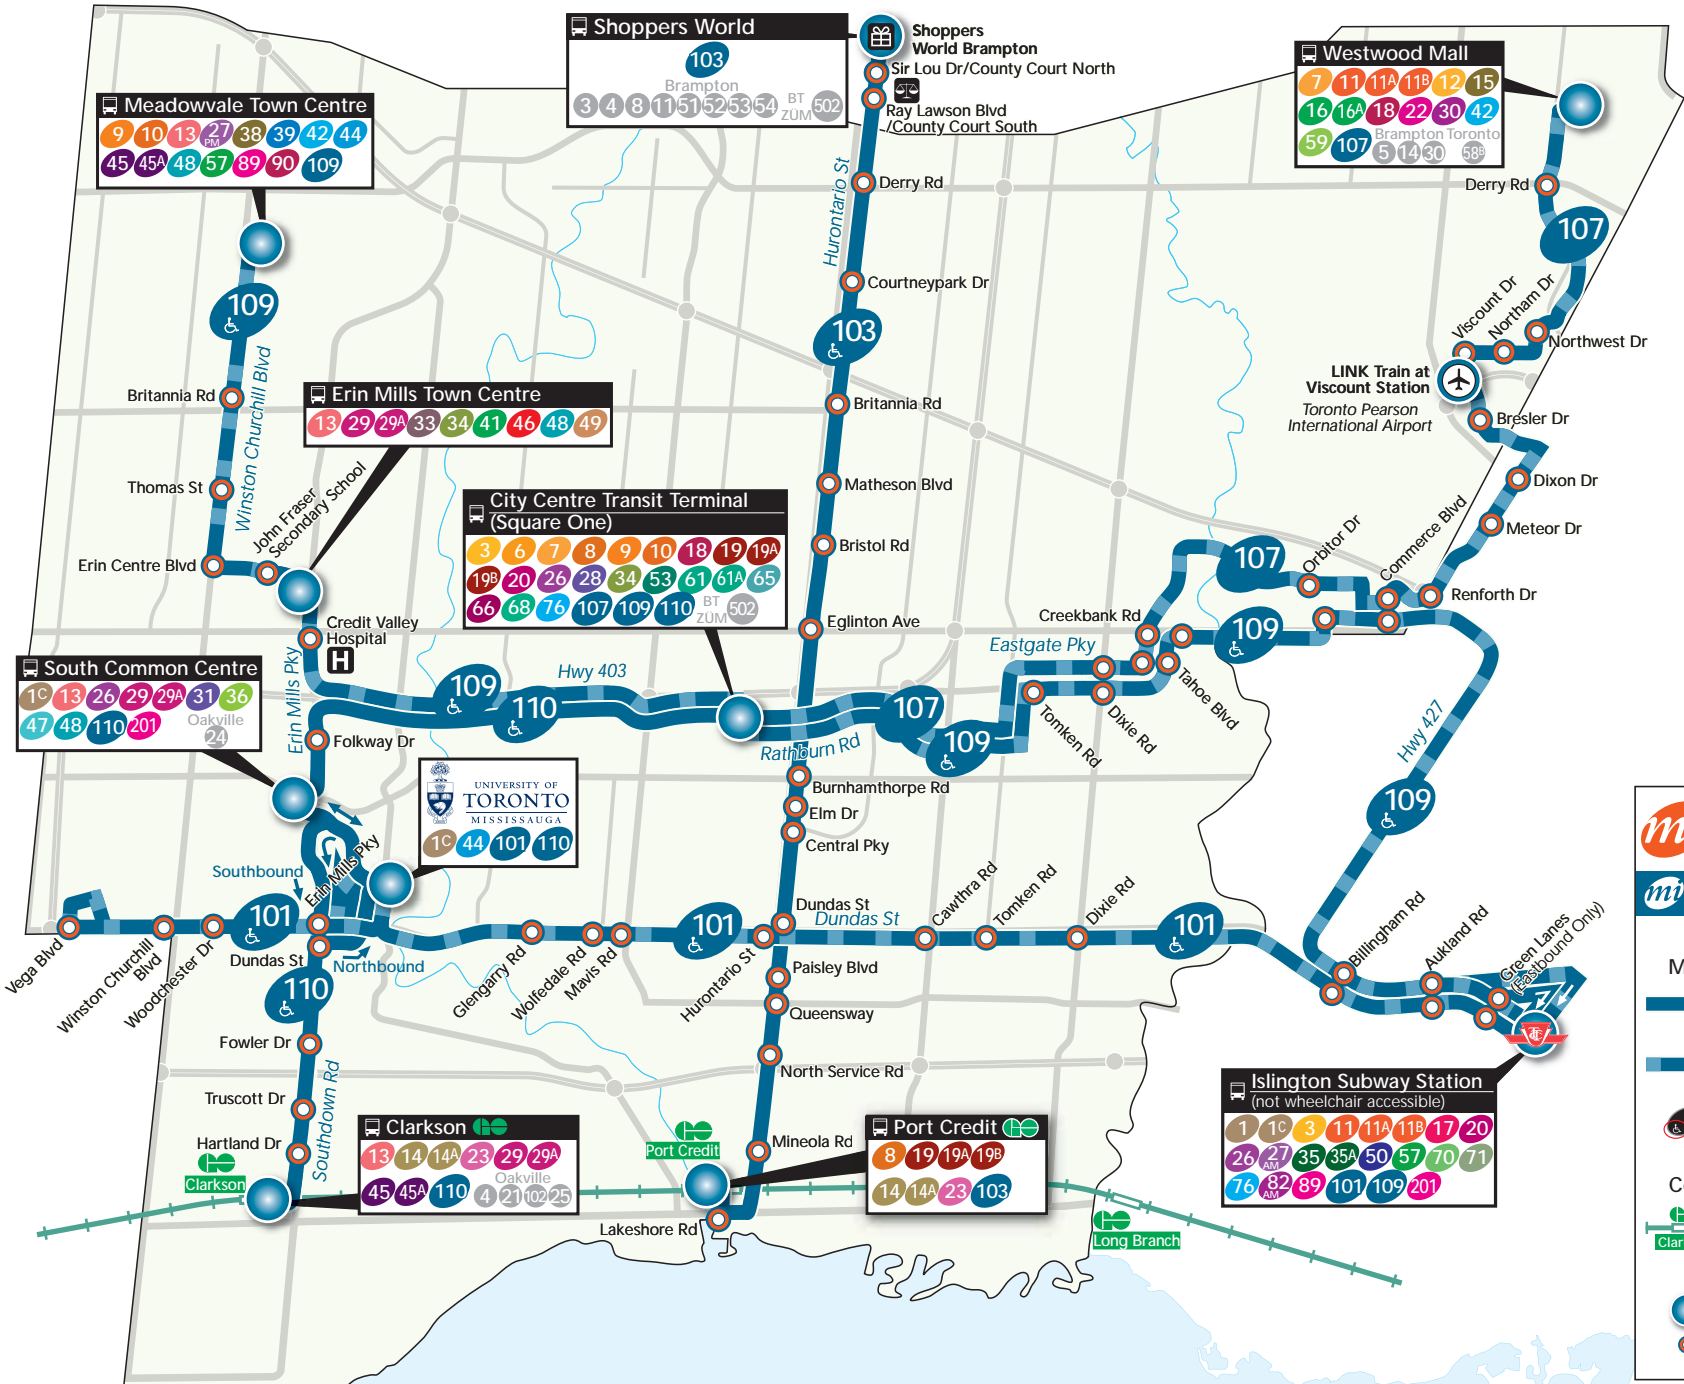 Shoppers World
103
Brampton
3 4 8 11 51 52 53 54 BT ZÜM 502
Shoppers
World Brampton
Sir Lou Dr/County Court North
Ray Lawson Blvd
/County Court South
Westwood Mall
7 11 11A 11B 12 15
16 16A 18 22 30 42
59 107 Brampton Toronto
5 14 30 58B
Meadowvale Town Centre
9 10 13 27 PM 38 39 42 44
45 45A 48 57 89 90 109
Hurontario St
Derry Rd
Derry Rd
107
Courtneypark Dr
109
103
Viscount Dr
Northam Dr
Northwest Dr
LINK Train at
Viscount Station
Toronto Pearson
International Airport
Bresler Dr
Britannia Rd
Winston Churchill Blvd
Erin Mills Town Centre
13 29 29A 33 34 41 46 48 49
Britannia Rd
Thomas St
John Fraser
Secondary School
Erin Centre Blvd
Matheson Blvd
Dixon Dr
Meteor Dr
City Centre Transit Terminal
(Square One)
3 6 7 8 9 10 18 19 19A
19B 20 26 28 34 53 61 61A 65
66 68 76 107 109 110 BT ZÜM 502
Bristol Rd
107
Orbitor Dr
Commerce Blvd
Renforth Dr
Credit Valley
Hospital
H
Eglinton Ave
Creekbank Rd
Eastgate Pky
109
South Common Centre
1C 13 26 29 29A 31 36
47 48 110 201 Oakville
24
Erin Mills Pky
109
110
Hwy 403
107
109
Tomken Rd
Dixie Rd
Tahoe Blvd
Folkway Dr
Rathburn Rd
Hwy 427
109
UNIVERSITY OF
TORONTO
MISSISSAUGA
1C 44 101 110
Burnhamthorpe Rd
Elm Dr
Central Pky
Southbound
Erin Mills Pky
101
Dundas St
Northbound
110
Vega Blvd
Winston Churchill
Blvd
Woodchester Dr
Glengarry Rd
Wolfedale Rd
Mavis Rd
101
Dundas St
Dundas St
Hurontario St
Cawthra Rd
Tomken Rd
Dixie Rd
101
Billingham Rd
Aukland Rd
Green Lanes
(Eastbound Only)
Paisley Blvd
Queensway
North Service Rd
Fowler Dr
Truscott Dr
Hartland Dr
Southdown Rd
Clarkson
Clarkson
13 14 14A 23 29 29A
45 45A 110 Oakville
4 21 102 25
Port Credit
Mineola Rd
Port Credit
8 19 19A 19B
14 14A 23 103
Lakeshore Rd
Long Branch
TTC
Islington Subway Station
(not wheelchair accessible)
1 1C 3 11 11A 11B 17 20
26 27 AM 35 35A 50 57 70 71
76 82 AM 89 101 109 201